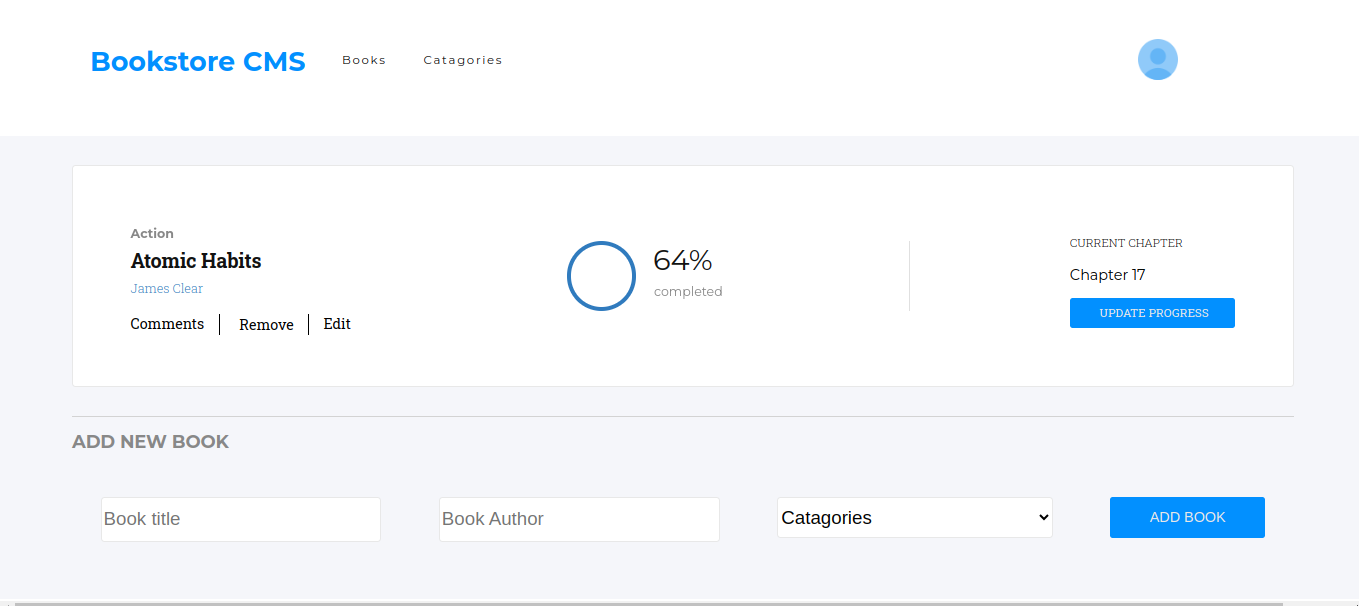 Bookstore CMS Books Catagories
Action
Atomic Habits
James Clear
Comments Remove Edit
64%
completed
CURRENT CHAPTER
Chapter 17
UPDATE PROGRESS
ADD NEW BOOK
Book title Book Author Catagories ADD BOOK